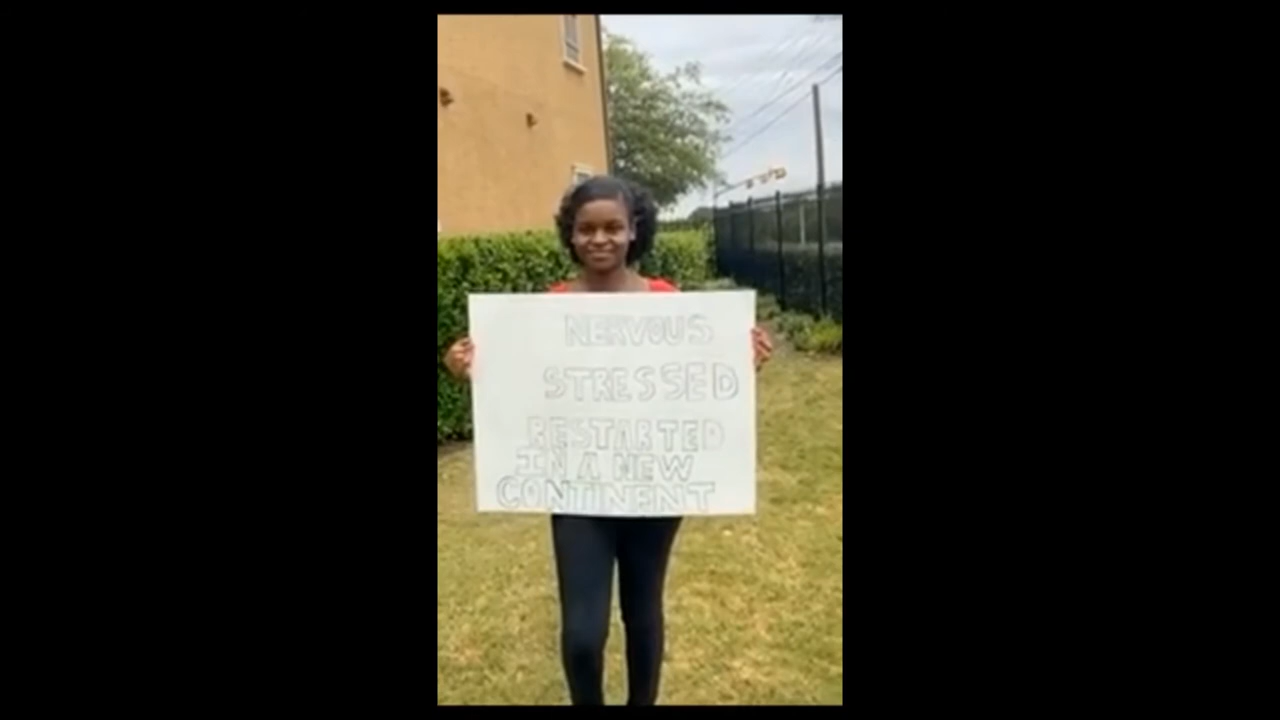 NERVOUS
STRESSED
RESTARTED
IN A NEW
CONTINENT